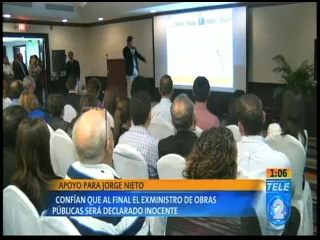 APOYO PARA JORGE NIETO
1:06
CONFÍAN QUE AL FINAL EL EXMINISTRO DE OBRAS
PÚBLICAS SERÁ DECLARADO INOCENTE
TELE
2